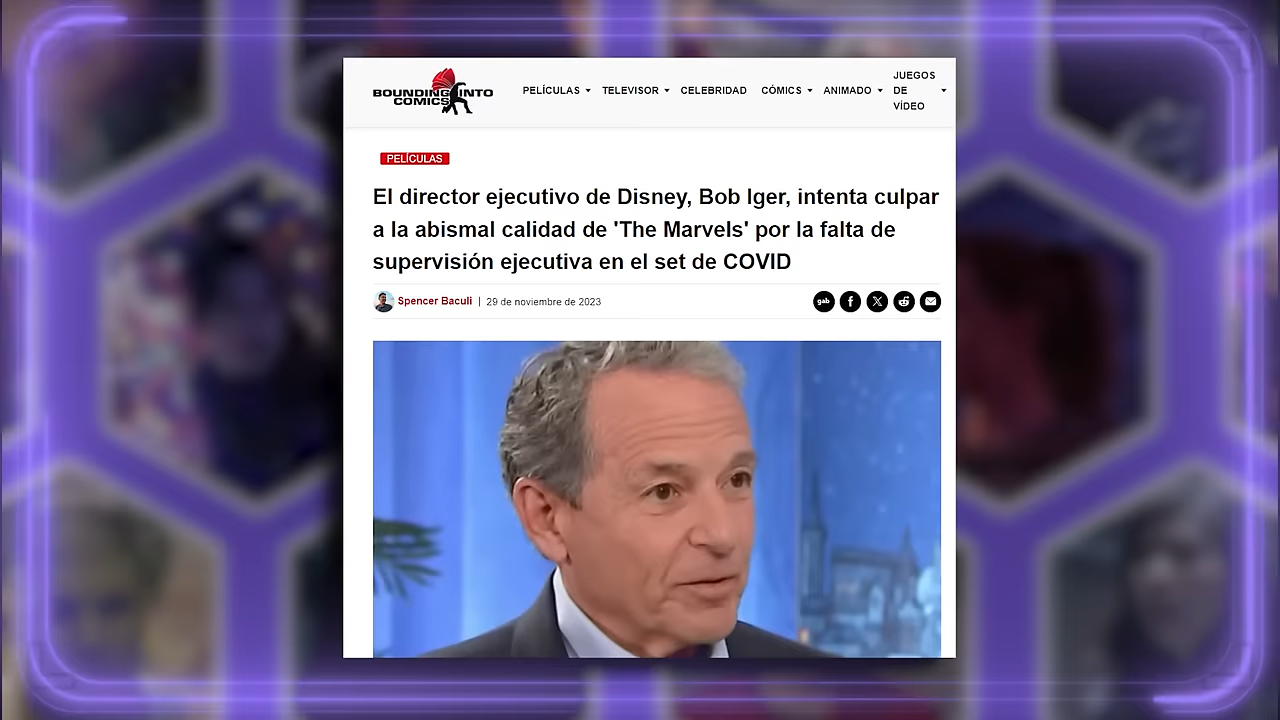 BOUNDING INTO
COMICS
PELÍCULAS
TELEVISOR
CELEBRIDAD
CÓMICS
ANIMADO
JUEGOS
DE
VÍDEO
PELÍCULAS
El director ejecutivo de Disney, Bob Iger, intenta culpar
a la abismal calidad de 'The Marvels' por la falta de
supervisión ejecutiva en el set de COVID
Spencer Baculi | 29 de noviembre de 2023
gab